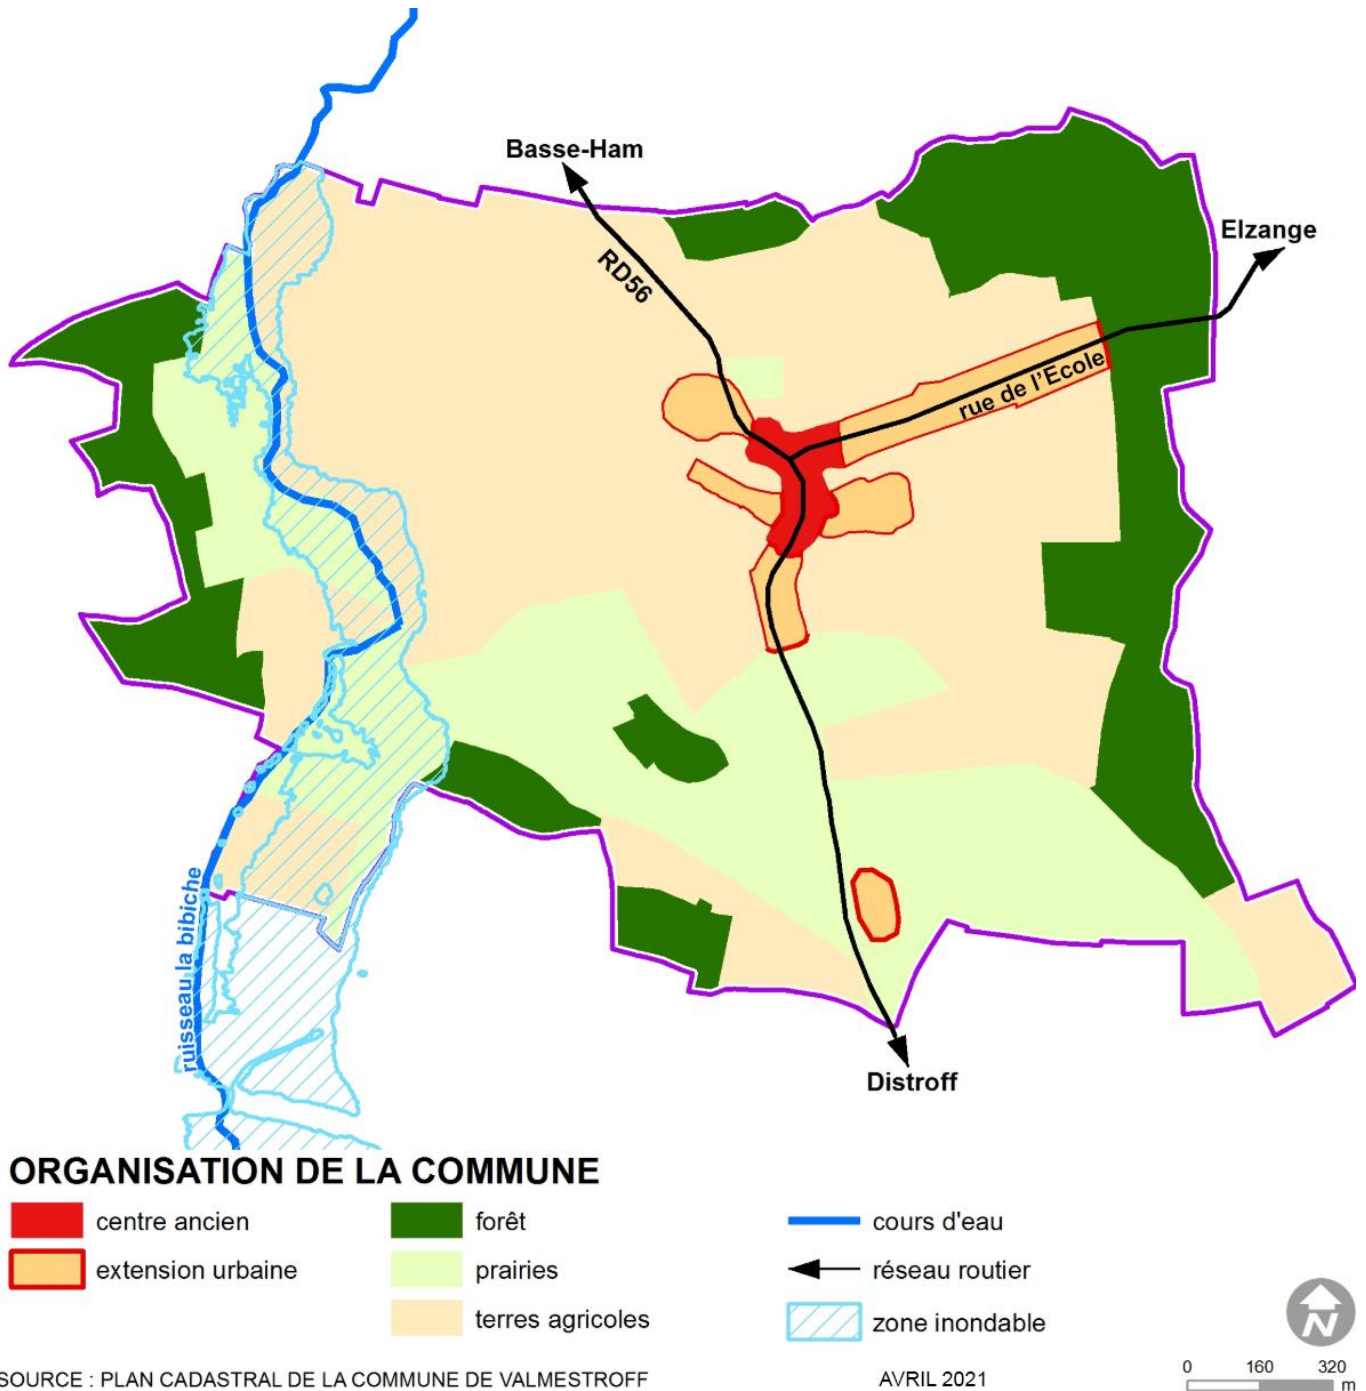 Basse-Ham
Elzange
RD56
rue de l'Ecole
ruisseau la bibiche
Distroff
ORGANISATION DE LA COMMUNE
centre ancien
extension urbaine
forêt
prairies
terres agricoles
cours d'eau
réseau routier
zone inondable
N
SOURCE : PLAN CADASTRAL DE LA COMMUNE DE VALMESTROFF
AVRIL 2021
0 160 320
m